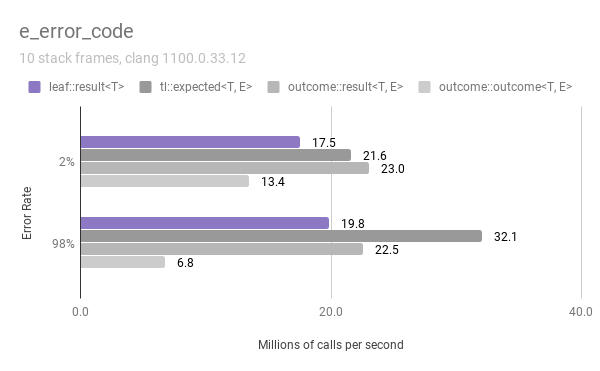 e_error_code
10 stack frames, clang 1100.0.33.12
leaf::result<T> tl::expected<T, E> outcome::result<T, E> outcome::outcome<T, E>
17.5
21.6
2%
23.0
13.4
Error Rate
19.8
32.1
98%
22.5
6.8
0.0 20.0 40.0
Millions of calls per second